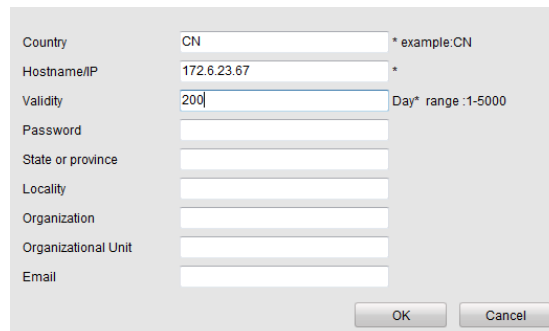 Country CN * example:CN
Hostname/IP 172.6.23.67 *
Validity 200 Day* range :1-5000
Password
State or province
Locality
Organization
Organizational Unit
Email
OK Cancel